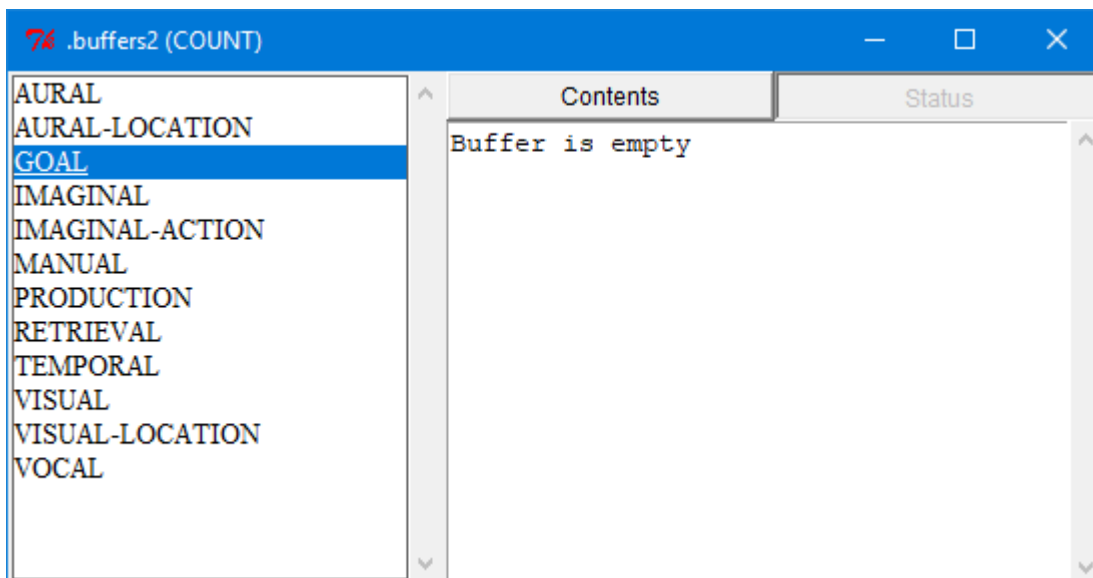 .buffers2 (COUNT)
Contents
Status
AURAL
AURAL-LOCATION
GOAL
IMAGINAL
IMAGINAL-ACTION
MANUAL
PRODUCTION
RETRIEVAL
TEMPORAL
VISUAL
VISUAL-LOCATION
VOCAL
Buffer is empty